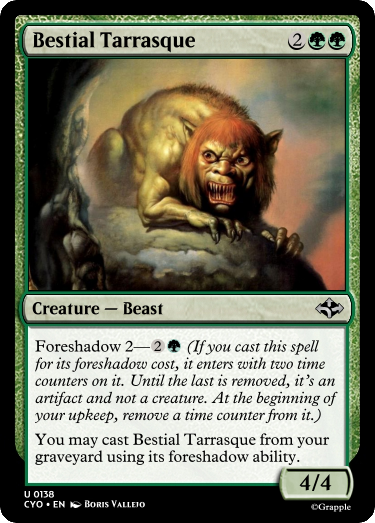 Bestial Tarrasque 2
Creature — Beast
Foreshadow 2—2 (If you cast this spell
for its foreshadow cost, it enters with two time
counters on it. Until the last is removed, it's an
artifact and not a creature. At the beginning of
your upkeep, remove a time counter from it.)
You may cast Bestial Tarrasque from your
graveyard using its foreshadow ability.
4/4
U 0138
CYO • EN Boris Vallejo
©Grapple